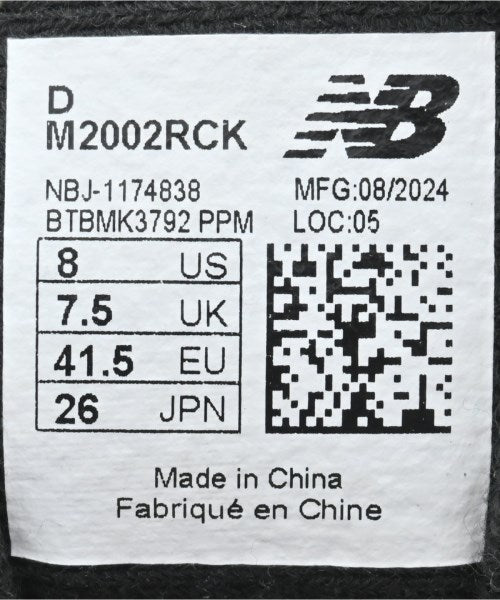 D
M2002RCK
NB
NBJ-1174838
MFG:08/2024
BTBMK3792 PPM
LOC:05
8 US
7.5 UK
41.5 EU
26 JPN
Made in China
Fabriqué en Chine